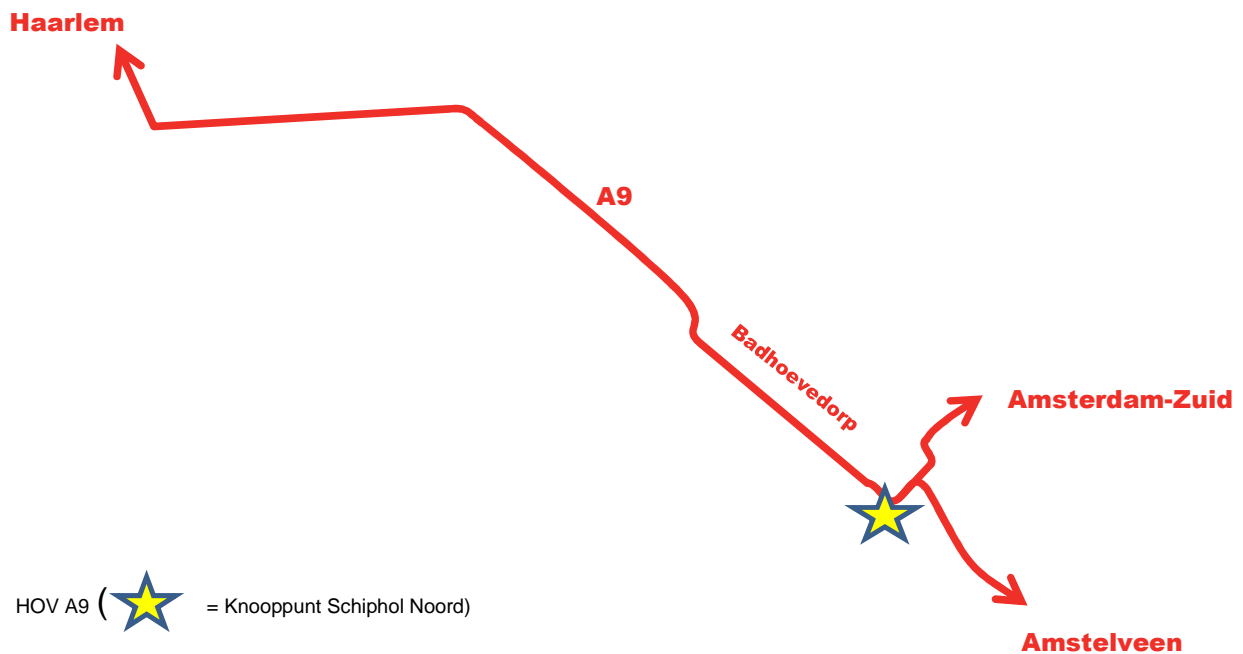 Haarlem
A9
Badhoevedorp
Amsterdam-Zuid
HOV A9 ( = Knooppunt Schiphol Noord)
Amstelveen